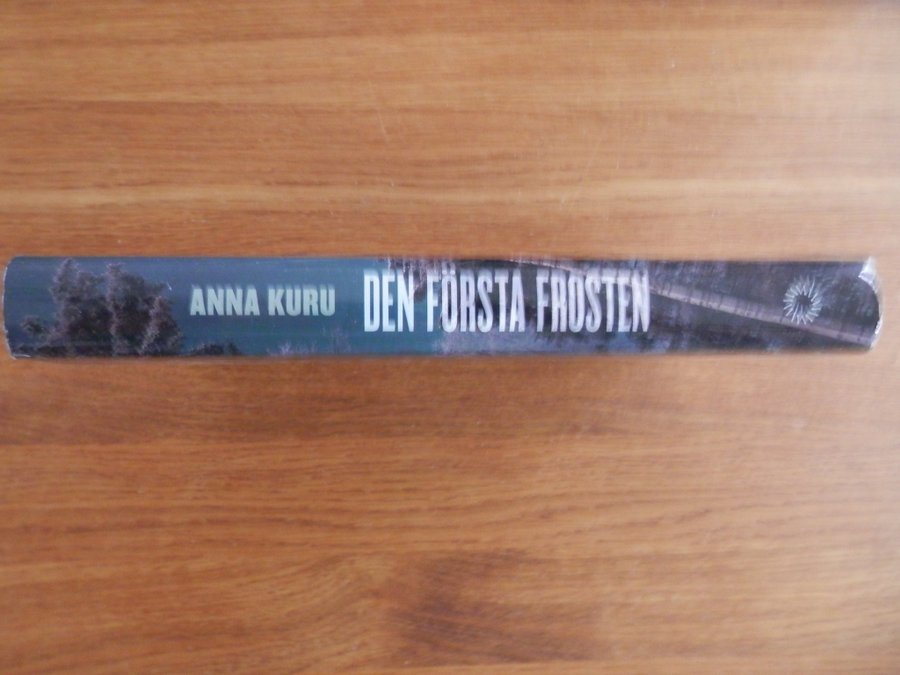 ANNA KURU DEN FÖRSTA FROSTEN